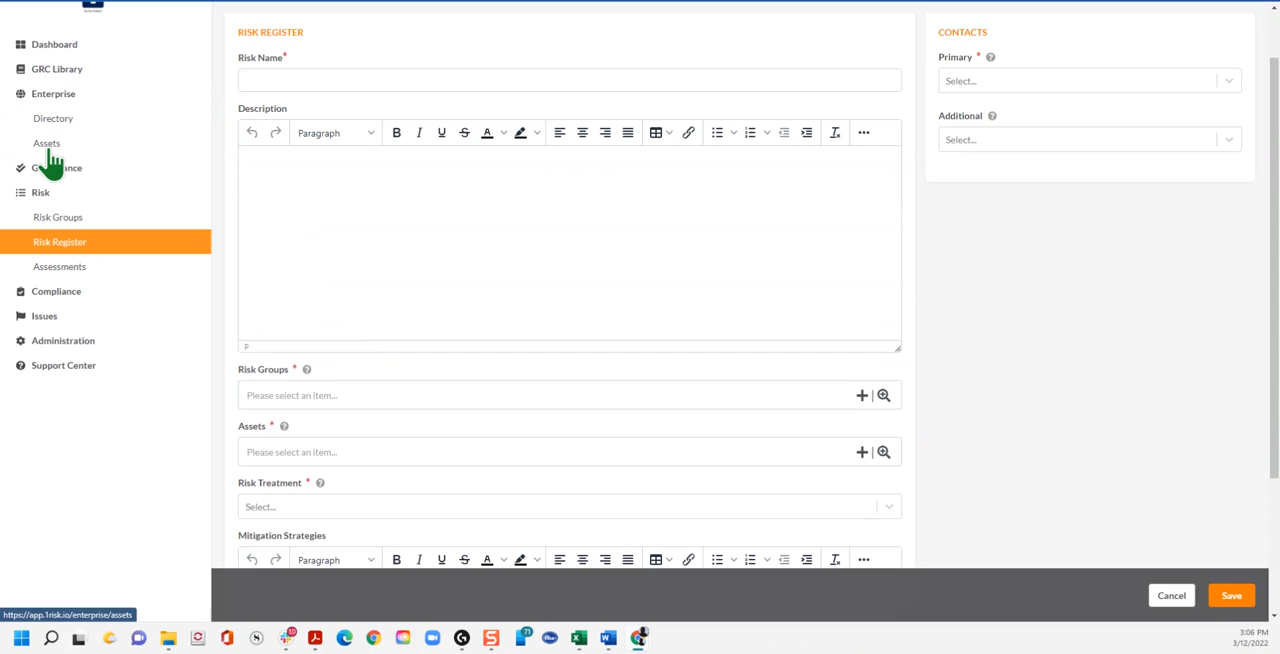 Dashboard
GRC Library
Enterprise
Directory
Assets
Risk
Risk Groups
Risk Register
Assessments
Compliance
Issues
Administration
Support Center
RISK REGISTER
Risk Name*
Description
Paragraph
P
Risk Groups *
Please select an item...
Assets *
Please select an item...
Risk Treatment *
Select...
Mitigation Strategies
Paragraph
CONTACTS
Primary *
Select...
Additional
Select...
Cancel
Save
https://app.1risk.io/enterprise/assets
10
71
3:06 PM
3/12/2022